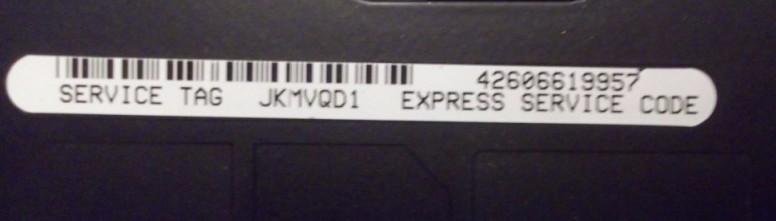 42606619957
SERVICE TAG JKMVQD1 EXPRESS SERVICE CODE